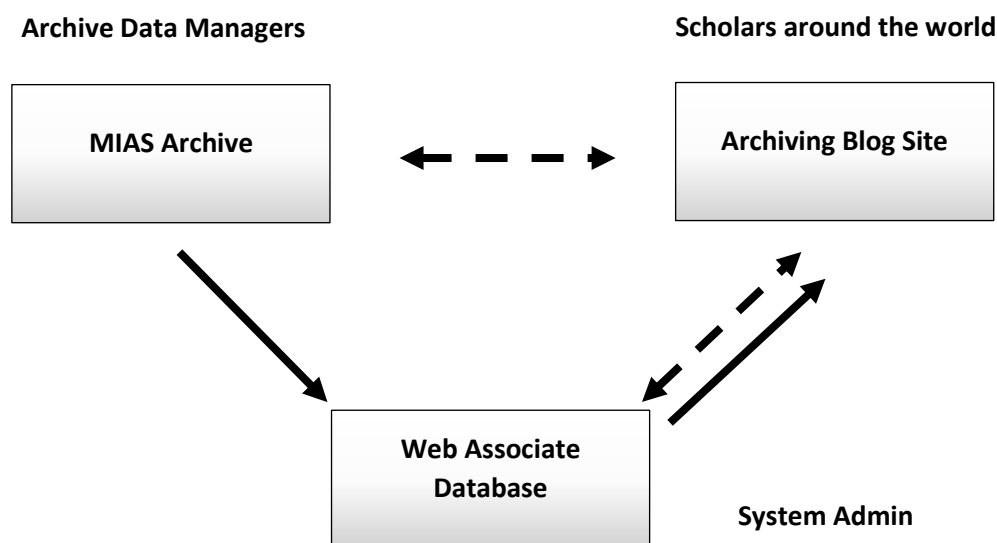 Archive Data Managers
Scholars around the world
MIAS Archive
Archiving Blog Site
Web Associate
Database
System Admin